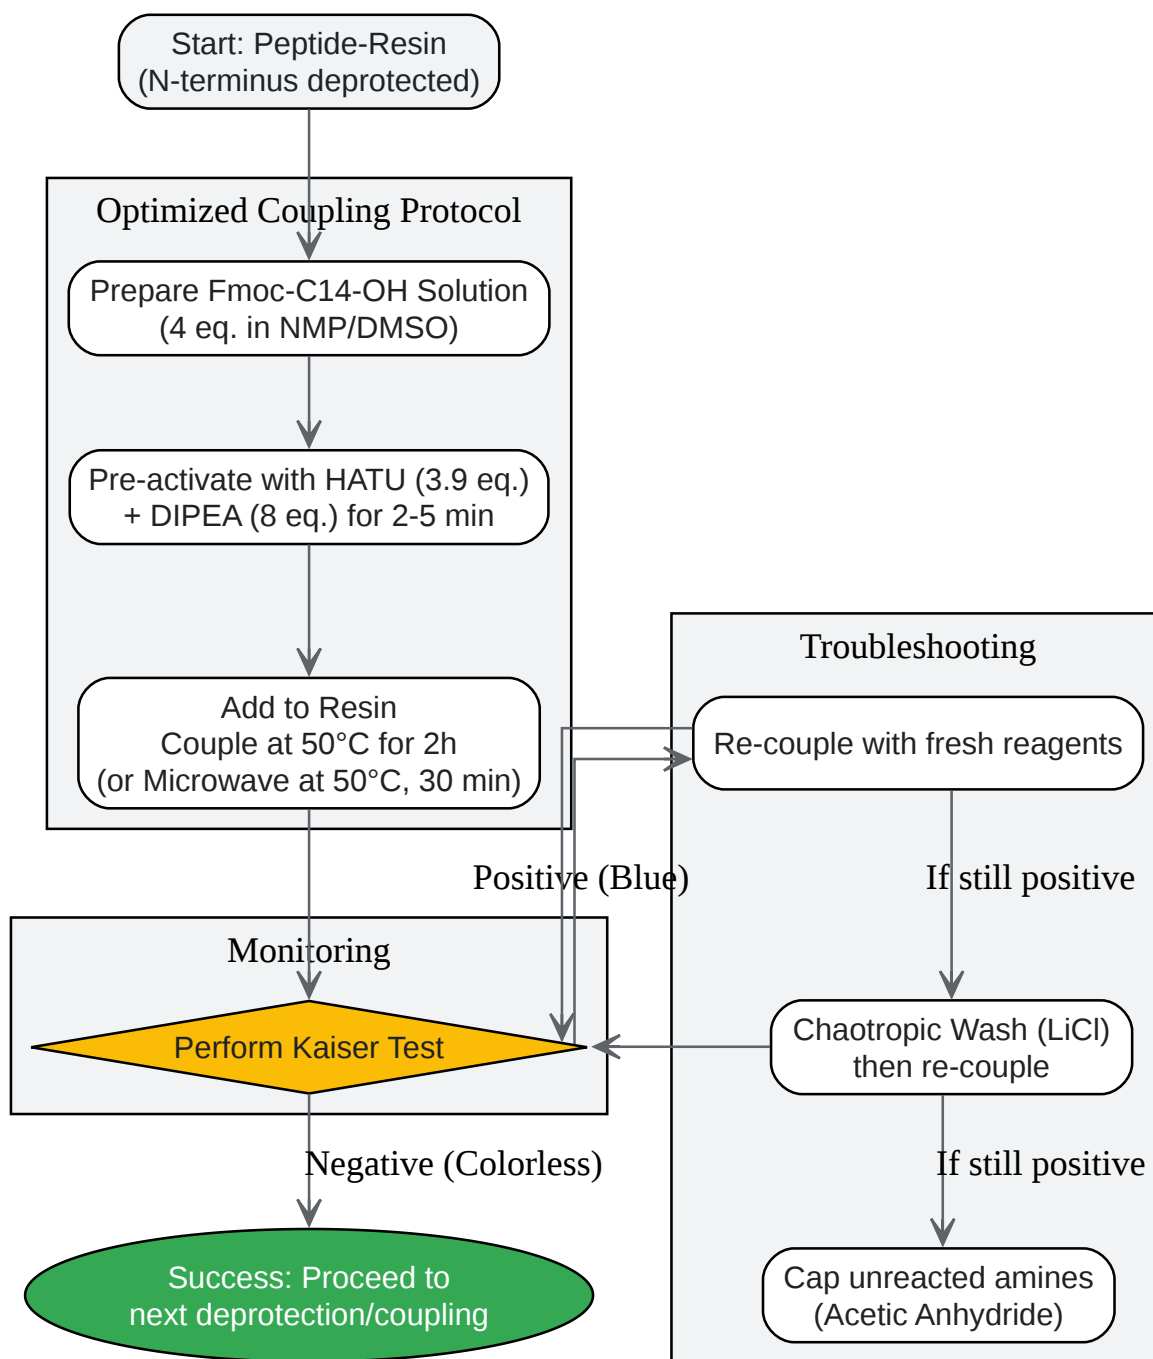 Start: Peptide-Resin
(N-terminus deprotected)
Optimized Coupling Protocol
Prepare Fmoc-C14-OH Solution
(4 eq. in NMP/DMSO)
Pre-activate with HATU (3.9 eq.)
+ DIPEA (8 eq.) for 2-5 min
Add to Resin
Couple at 50°C for 2h
(or Microwave at 50°C, 30 min)
Troubleshooting
Re-couple with fresh reagents
Positive (Blue)
If still positive
Monitoring
Perform Kaiser Test
Chaotropic Wash (LiCl)
then re-couple
Negative (Colorless)
If still positive
Success: Proceed to
next deprotection/coupling
Cap unreacted amines
(Acetic Anhydride)